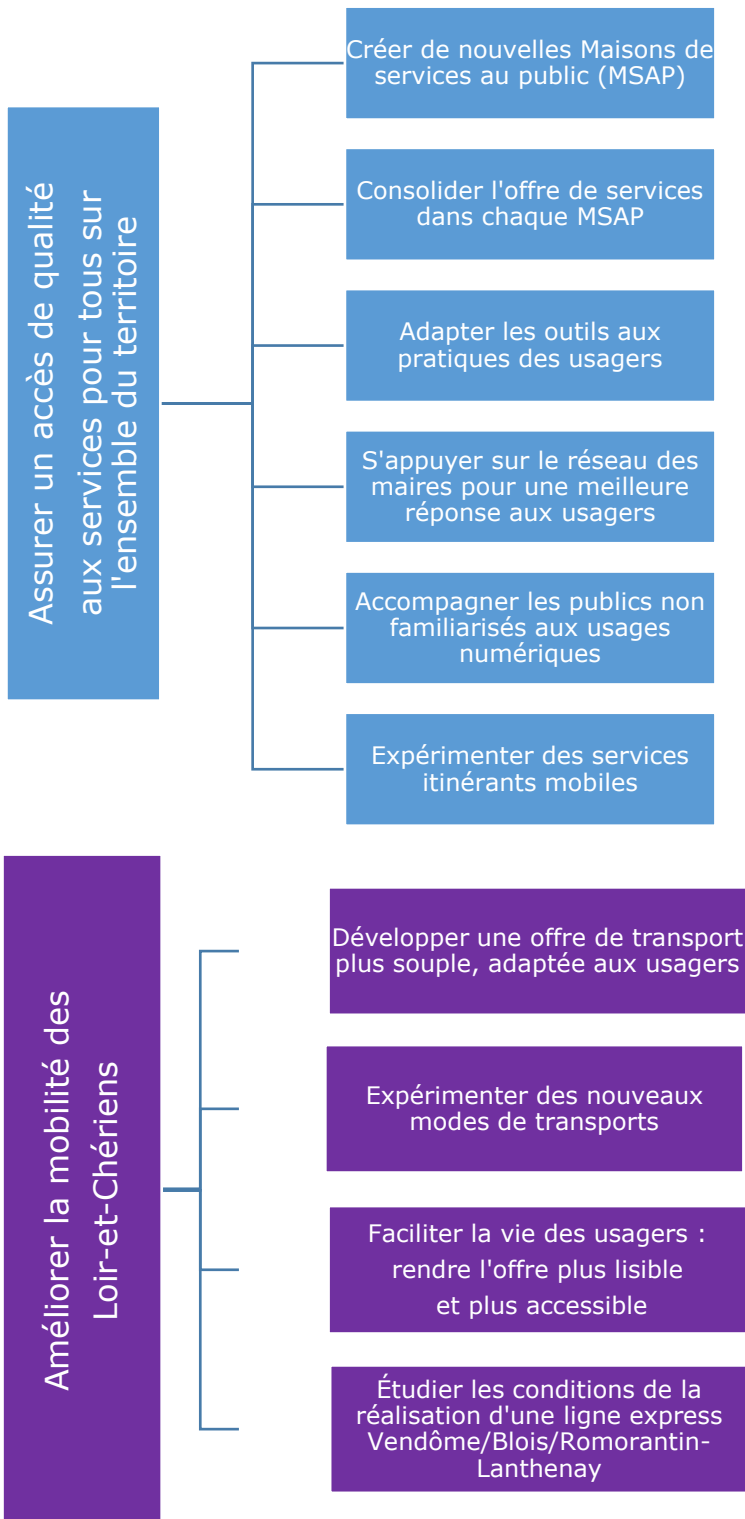 Assurer un accès de qualité
aux services pour tous sur
l'ensemble du territoire
Créer de nouvelles Maisons de
services au public (MSAP)
Consolider l'offre de services
dans chaque MSAP
Adapter les outils aux
pratiques des usagers
S'appuyer sur le réseau des
maires pour une meilleure
réponse aux usagers
Accompagner les publics non
familiarisés aux usages
numériques
Expérimenter des services
itinérants mobiles
Améliorer la mobilité des
Loir-et-Chériens
Développer une offre de transport
plus souple, adaptée aux usagers
Expérimenter des nouveaux
modes de transports
Faciliter la vie des usagers :
rendre l'offre plus lisible
et plus accessible
Étudier les conditions de la
réalisation d'une ligne express
Vendôme/Blois/Romorantin-
Lanthenay